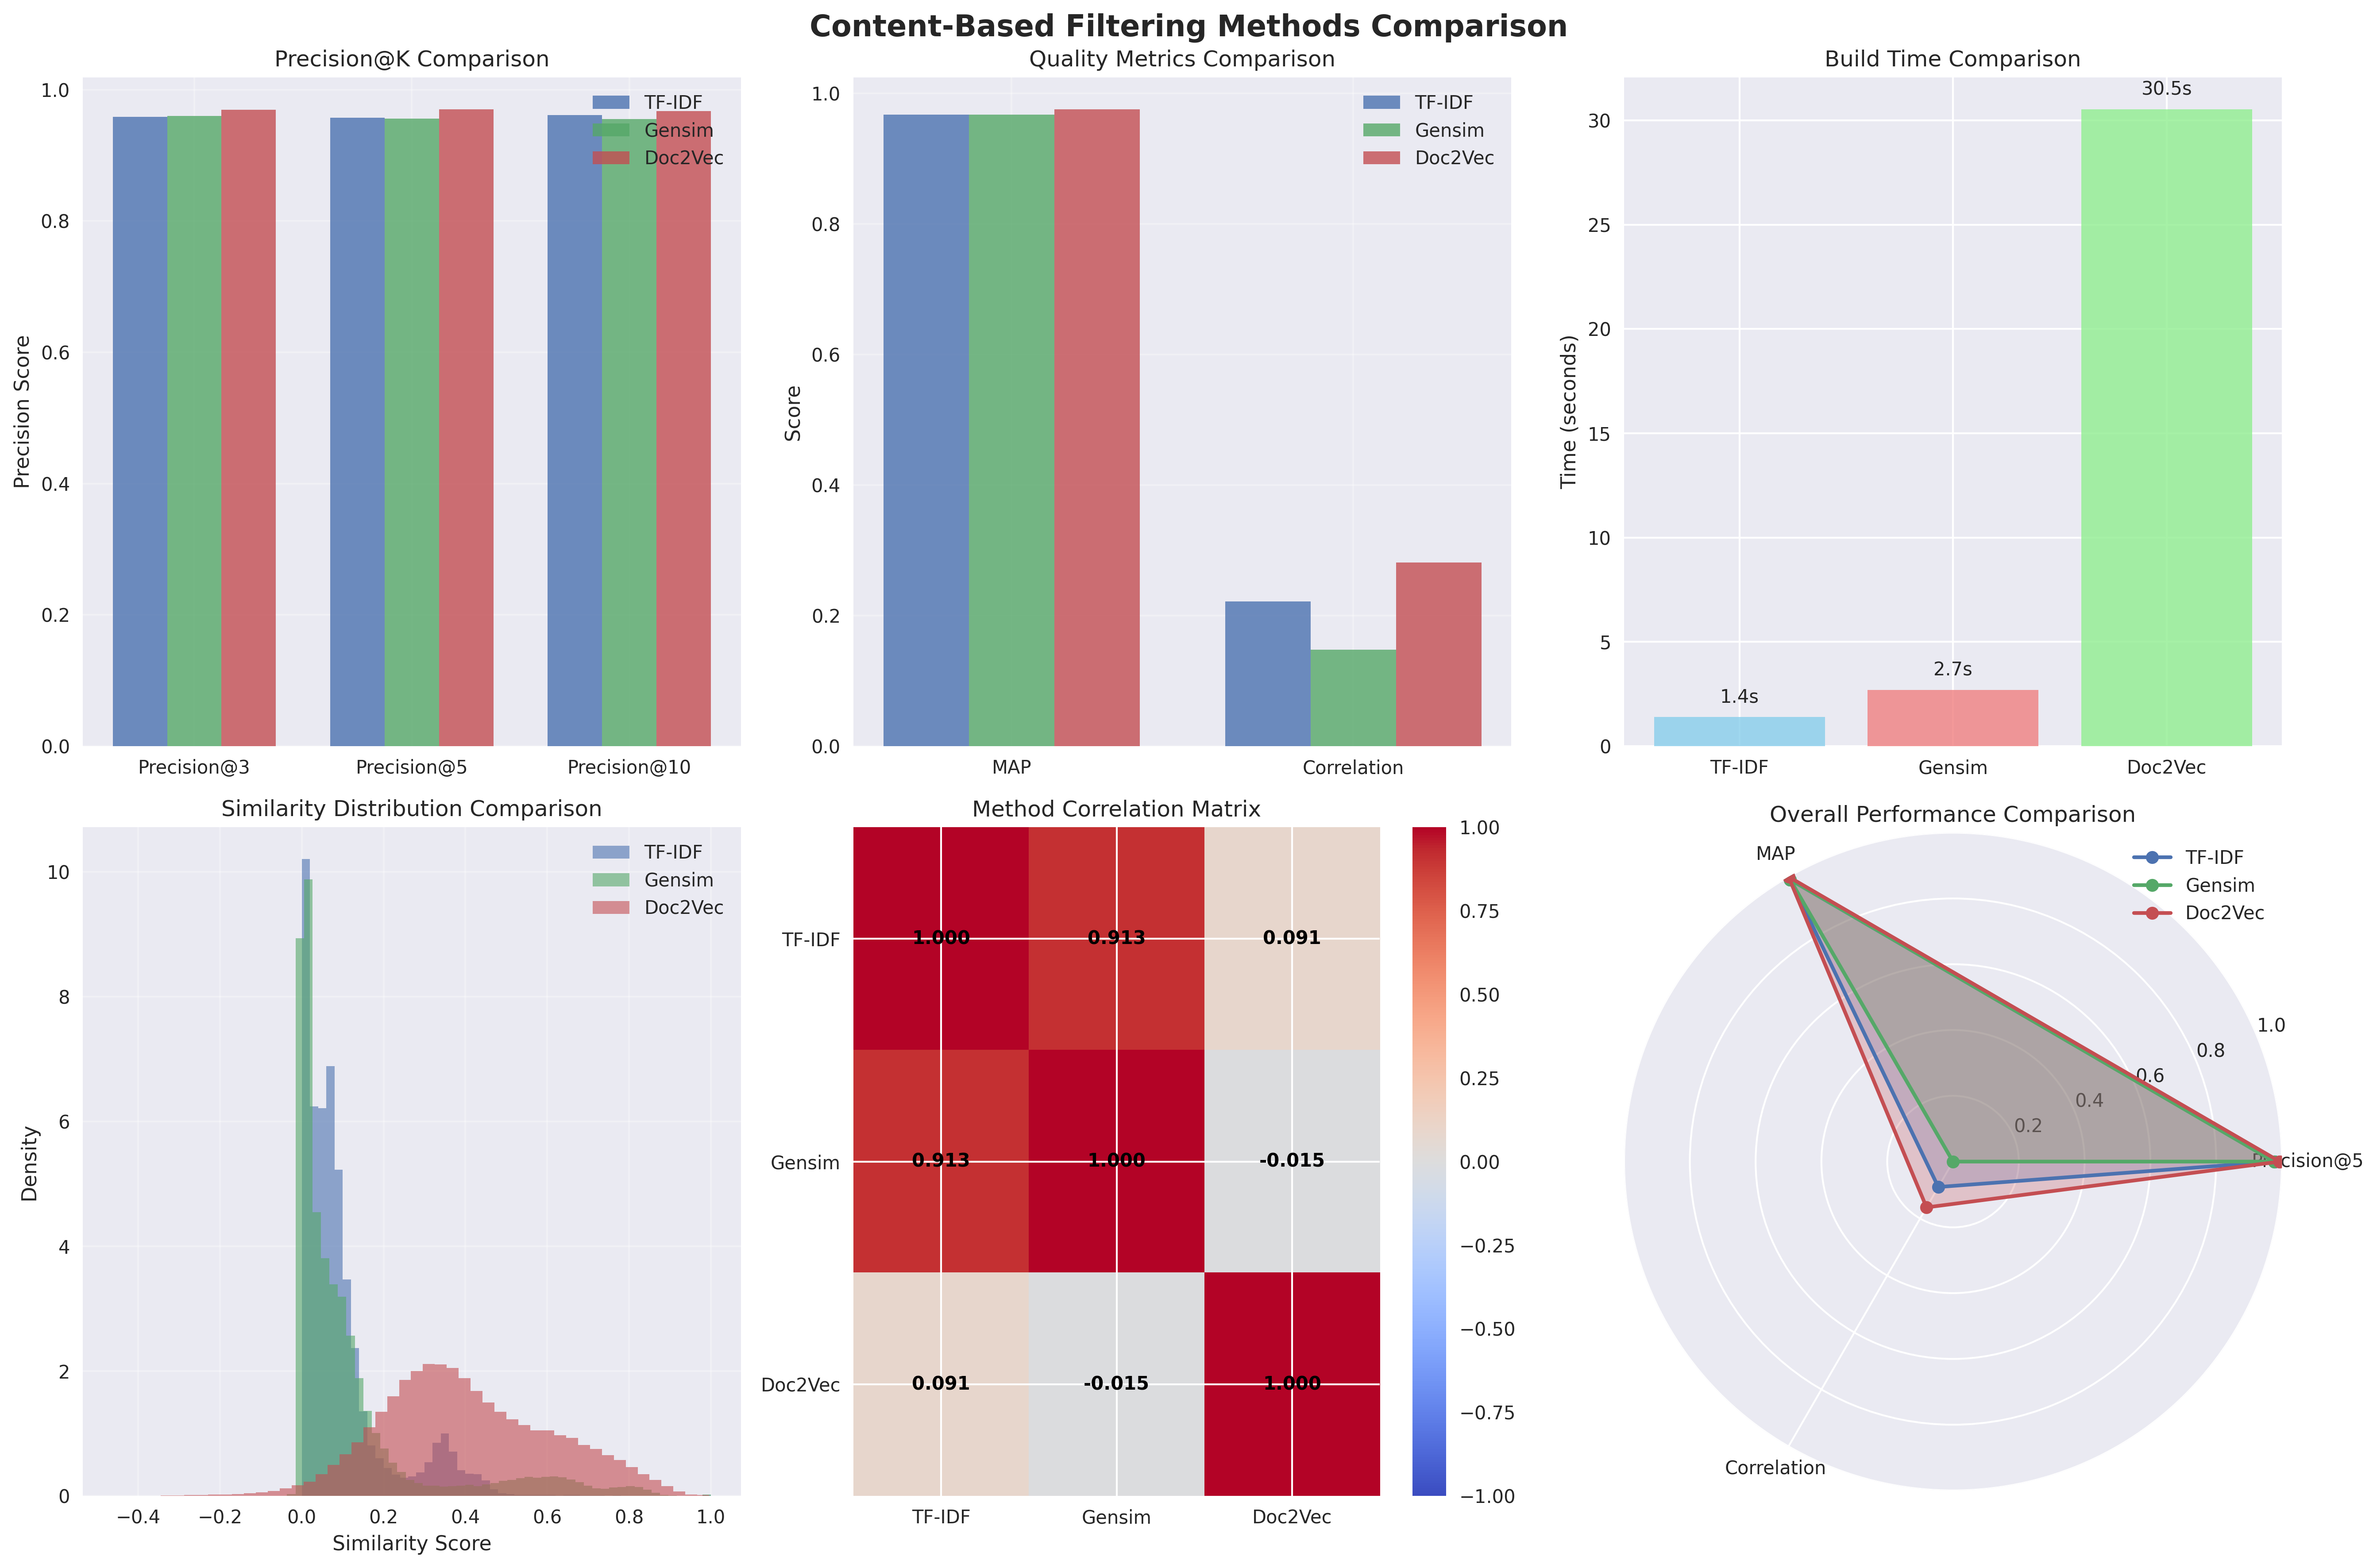 Content-Based Filtering Methods Comparison
Precision@K Comparison
TF-IDF
Gensim
Doc2Vec
Precision Score
1.0
0.8
0.6
0.4
0.2
0.0
Precision@3 Precision@5 Precision@10
Quality Metrics Comparison
TF-IDF
Gensim
Doc2Vec
Score
1.0
0.8
0.6
0.4
0.2
0.0
MAP Correlation
Build Time Comparison
Time (seconds)
30
25
20
15
10
5
0
1.4s
2.7s
30.5s
TF-IDF Gensim Doc2Vec
Similarity Distribution Comparison
TF-IDF
Gensim
Doc2Vec
Density
10
8
6
4
2
0
−0.4 −0.2 0.0 0.2 0.4 0.6 0.8 1.0
Similarity Score
Method Correlation Matrix
TF-IDF 1.000 0.913 0.091
Gensim 0.913 1.000 -0.015
Doc2Vec 0.091 -0.015 1.000
TF-IDF Gensim Doc2Vec
1.00
0.75
0.50
0.25
0.00
−0.25
−0.50
−0.75
−1.00
Overall Performance Comparison
MAP
TF-IDF
Gensim
Doc2Vec
1.0
0.8
0.6
0.4
0.2
Precision@5
Correlation